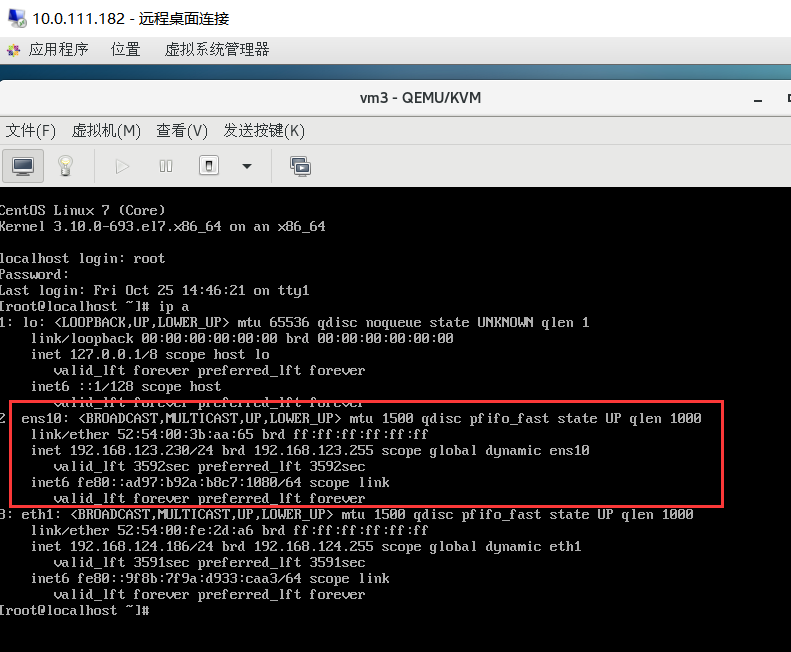 10.0.111.182 - 远程桌面连接
应用程序 位置 虚拟系统管理器
vm3 - QEMU/KVM
文件(F) 虚拟机(M) 查看(V) 发送按键(K)
CentOS Linux 7 (Core)
Kernel 3.10.0-693.el7.x86_64 on an x86_64
localhost login: root
Password:
Last login: Fri Oct 25 14:46:21 on tty1
[root@localhost ~]# ip a
1: lo: <LOOPBACK,UP,LOWER_UP> mtu 65536 qdisc noqueue state UNKNOWN qlen 1
link/loopback 00:00:00:00:00:00 brd 00:00:00:00:00:00
inet 127.0.0.1/8 scope host lo
valid_lft forever preferred_lft forever
inet6 ::1/128 scope host
valid_lft forever preferred_lft forever
2 ens10: <BROADCAST,MULTICAST,UP,LOWER_UP> mtu 1500 qdisc pfifo_fast state UP qlen 1000
link/ether 52:54:00:3b:aa:65 brd ff:ff:ff:ff:ff:ff
inet 192.168.123.230/24 brd 192.168.123.255 scope global dynamic ens10
valid_lft 3592sec preferred_lft 3592sec
inet6 fe80::ad97:b92a:b8c7:1080/64 scope link
valid_lft forever preferred_lft forever
3: eth1: <BROADCAST,MULTICAST,UP,LOWER_UP> mtu 1500 qdisc pfifo_fast state UP qlen 1000
link/ether 52:54:00:fe:2d:a6 brd ff:ff:ff:ff:ff:ff
inet 192.168.124.186/24 brd 192.168.124.255 scope global dynamic eth1
valid_lft 3591sec preferred_lft 3591sec
inet6 fe80::9f8b:7f9a:d933:caa3/64 scope link
valid_lft forever preferred_lft forever
[root@localhost ~]#